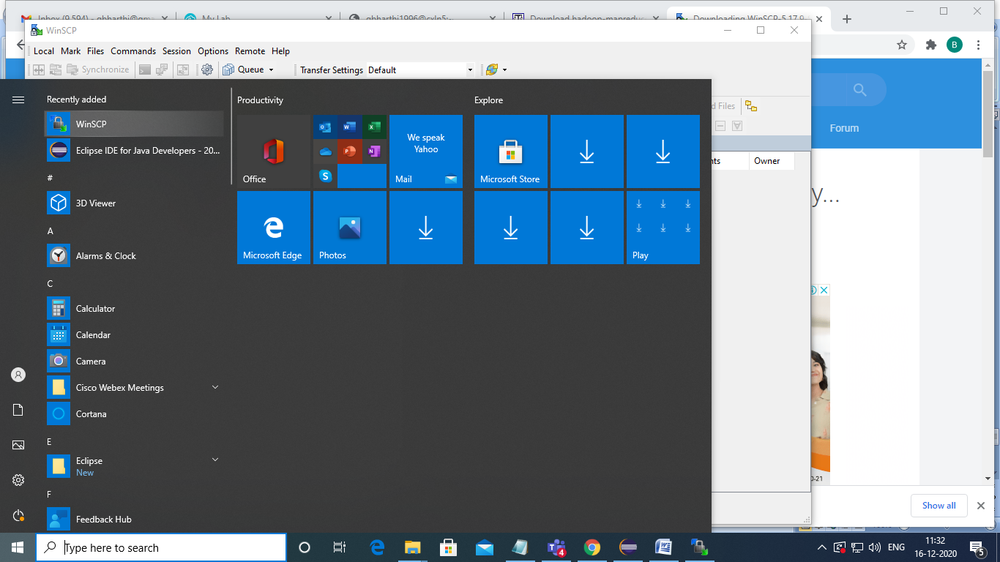 Inbox (9,594) - gbharthi@gm
My Lab
gbharthi1996@cxln5:~
Download hadoop-mapredu
Downloading WinSCP-5.17.9
B
WinSCP
Local Mark Files Commands Session Options Remote Help
Synchronize
Queue
Transfer Settings Default
d Files
Forum
nts
Owner
y...
Recently added
WinSCP
Eclipse IDE for Java Developers - 20...
#
3D Viewer
A
Alarms & Clock
C
Calculator
Calendar
Camera
Cisco Webex Meetings
Cortana
E
Eclipse
New
F
Feedback Hub
Productivity
Office
We speak
Yahoo
Mail
Microsoft Edge
Photos
Explore
Microsoft Store
Play
0-21
Show all
Type here to search
4
ENG
11:32
16-12-2020
5